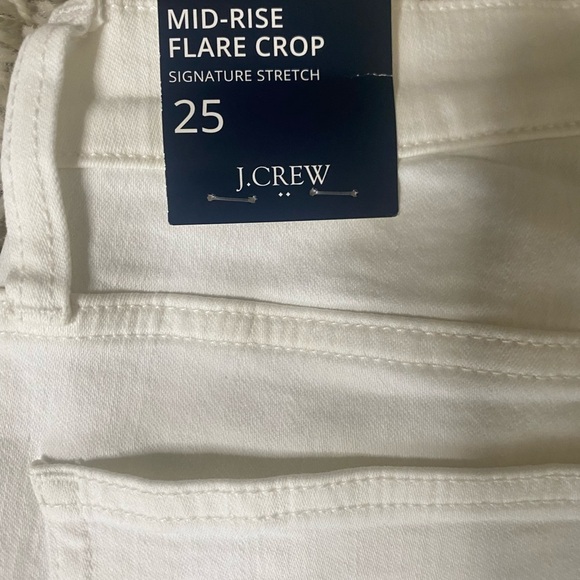 MID-RISE
FLARE CROP
SIGNATURE STRETCH
25
J.CREW